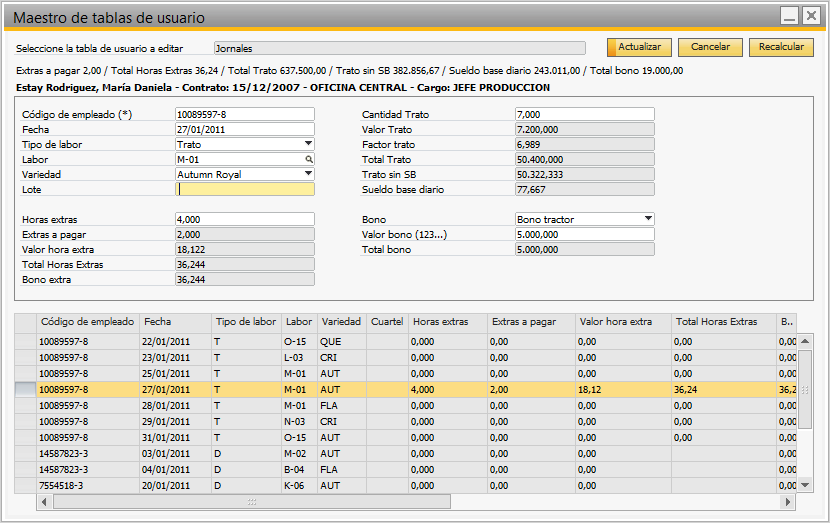 Maestro de tablas de usuario
Seleccione la tabla de usuario a editar Jornales Actualizar Cancelar Recalcular
Extras a pagar 2,00 / Total Horas Extras 36,24 / Total Trato 637.500,00 / Trato sin SB 382.856,67 / Sueldo base diario 243.011,00 / Total bono 19.000,00
Estay Rodriguez, María Daniela - Contrato: 15/12/2007 - OFICINA CENTRAL - Cargo: JEFE PRODUCCION
Código de empleado (*) 10089597-8 Cantidad Trato 7,000
Fecha 27/01/2011 Valor Trato 7.200,000
Tipo de labor Trato Factor trato 6,989
Labor M-01 Total Trato 50.400,000
Variedad Autumn Royal Trato sin SB 50.322,333
Lote Sueldo base diario 77,667
Horas extras 4,000 Bono Bono tractor
Extras a pagar 2,000 Valor bono (123...) 5.000,000
Valor hora extra 18,122 Total bono 5.000,000
Total Horas Extras 36,244
Bono extra 36,244
Código de empleado Fecha Tipo de labor Labor Variedad Cuartel Horas extras Extras a pagar Valor hora extra Total Horas Extras B..
10089597-8 22/01/2011 T O-15 QUE 0,000 0,00 0,00 0,00 0,00
10089597-8 23/01/2011 T L-03 CRI 0,000 0,00 0,00 0,00 0,00
10089597-8 25/01/2011 T M-01 AUT 0,000 0,00 0,00 0,00 0,00
10089597-8 27/01/2011 T M-01 AUT 4,000 2,00 18,12 36,24 36,2
10089597-8 28/01/2011 T M-01 FLA 0,000 0,00 0,00 0,00 0,00
10089597-8 29/01/2011 T N-03 CRI 0,000 0,00 0,00 0,00 0,00
10089597-8 31/01/2011 T O-15 AUT 0,000 0,00 0,00 0,00 0,00
14587823-3 03/01/2011 D M-02 AUT 0,000 0,00 0,00 0,00
14587823-3 04/01/2011 D B-04 FLA 0,000 0,00 0,00 0,00
7554518-3 20/01/2011 D K-06 AUT 0,000 0,00 0,00 0,00